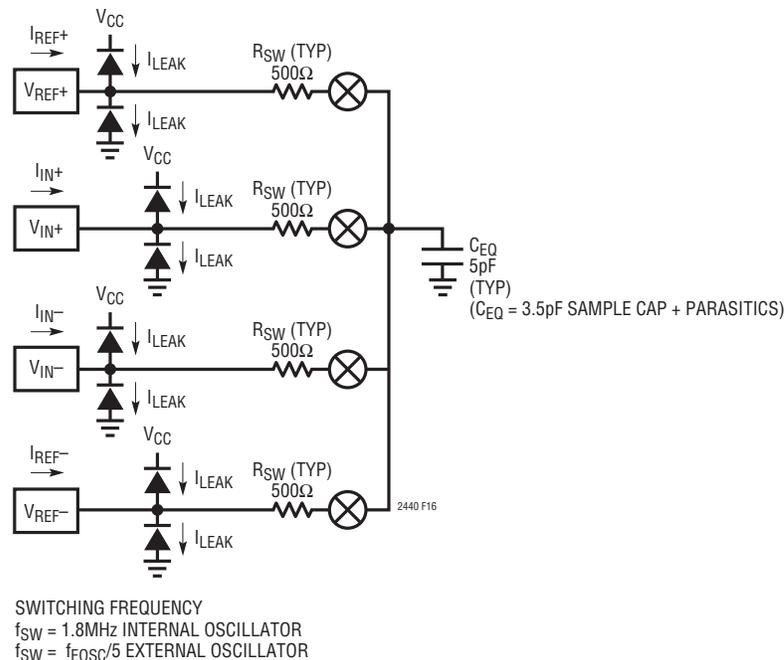 VCC
IREF+
ILEAK
RSW (TYP)
500Ω
VREF+
ILEAK
VCC
IIN+
ILEAK
RSW (TYP)
500Ω
VIN+
ILEAK
CEQ
5pF
(TYP)
(CEQ = 3.5pF SAMPLE CAP + PARASITICS)
VCC
IIN–
ILEAK
RSW (TYP)
500Ω
VIN–
ILEAK
VCC
IREF–
ILEAK
RSW (TYP)
500Ω
VREF–
2440 F16
ILEAK
SWITCHING FREQUENCY
fSW = 1.8MHz INTERNAL OSCILLATOR
fSW = fEOSC/5 EXTERNAL OSCILLATOR